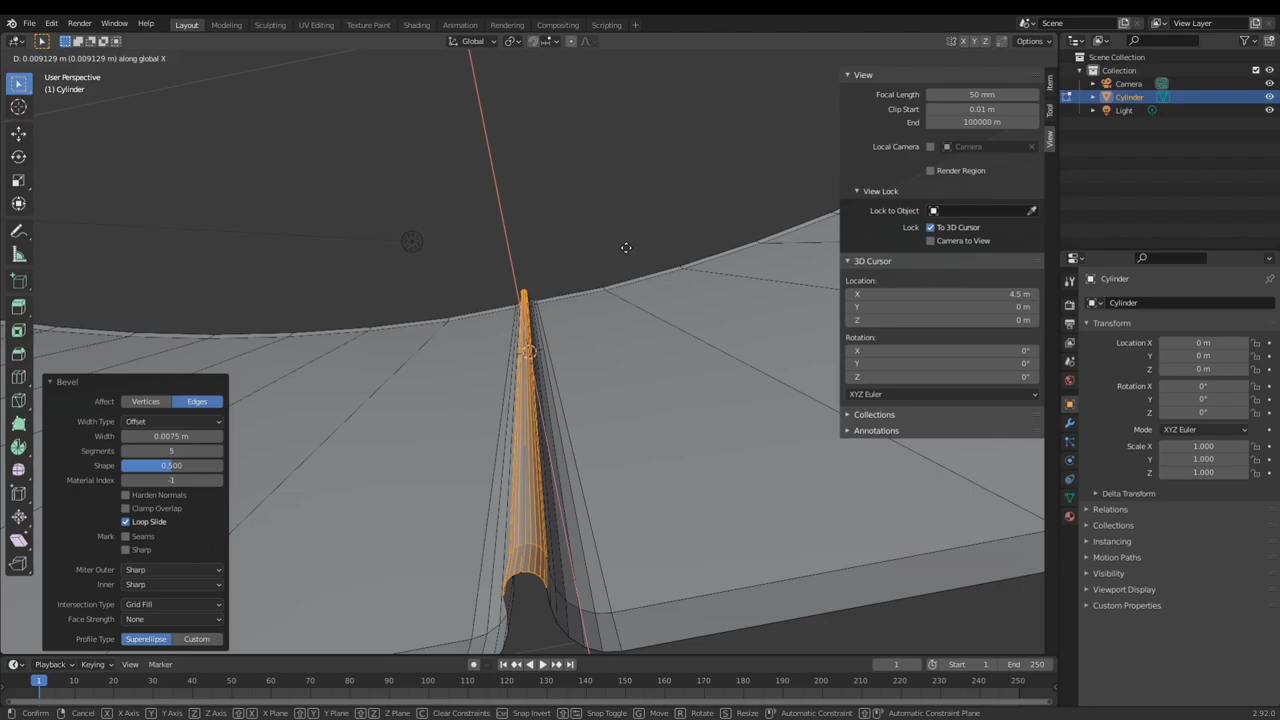 File Edit Render Window Help Layout Modeling Sculpting UV Editing Texture Paint Shading Animation Rendering Compositing Scripting + Scene View Layer
Global X Y Z Options
D: 0.009129 m (0.009129 m) along global X
User Perspective
(1) Cylinder
View
Focal Length 50 mm
Clip Start 0.01 m
End 100000 m
Local Camera Camera
Render Region
View Lock
Lock to Object
Lock To 3D Cursor
Camera to View
3D Cursor
Location:
X 4.5 m
Y 0 m
Z 0 m
Rotation:
X 0°
Y 0°
Z 0°
XYZ Euler
Collections
Annotations
Item
Tool
View
Scene Collection
Collection
Camera
Cylinder
Light
Cylinder
Cylinder
Transform
Location X 0 m
Y 0 m
Z 0 m
Rotation X 0°
Y 0°
Z 0°
Mode XYZ Euler
Scale X 1.000
Y 1.000
Z 1.000
Delta Transform
Relations
Collections
Instancing
Motion Paths
Visibility
Viewport Display
Custom Properties
Bevel
Affect Vertices Edges
Width Type Offset
Width 0.0075 m
Segments 5
Shape 0.500
Material Index -1
Harden Normals
Clamp Overlap
Loop Slide
Mark Seams
Sharp
Miter Outer Sharp
Inner Sharp
Intersection Type Grid Fill
Face Strength None
Profile Type Superellipse Custom
Playback Keying View Marker 1 Start 1 End 250
1 10 20 30 40 50 60 70 80 90 100 110 120 130 140 150 160 170 180 190 200 210 220 230 240 250
Confirm Cancel X X Axis Y Y Axis Z Z Axis X X Plane Y Y Plane Z Z Plane C Clear Constraints Snap Invert Snap Toggle G Move R Rotate S Resize Automatic Constraint Automatic Constraint Plane 2.92.0